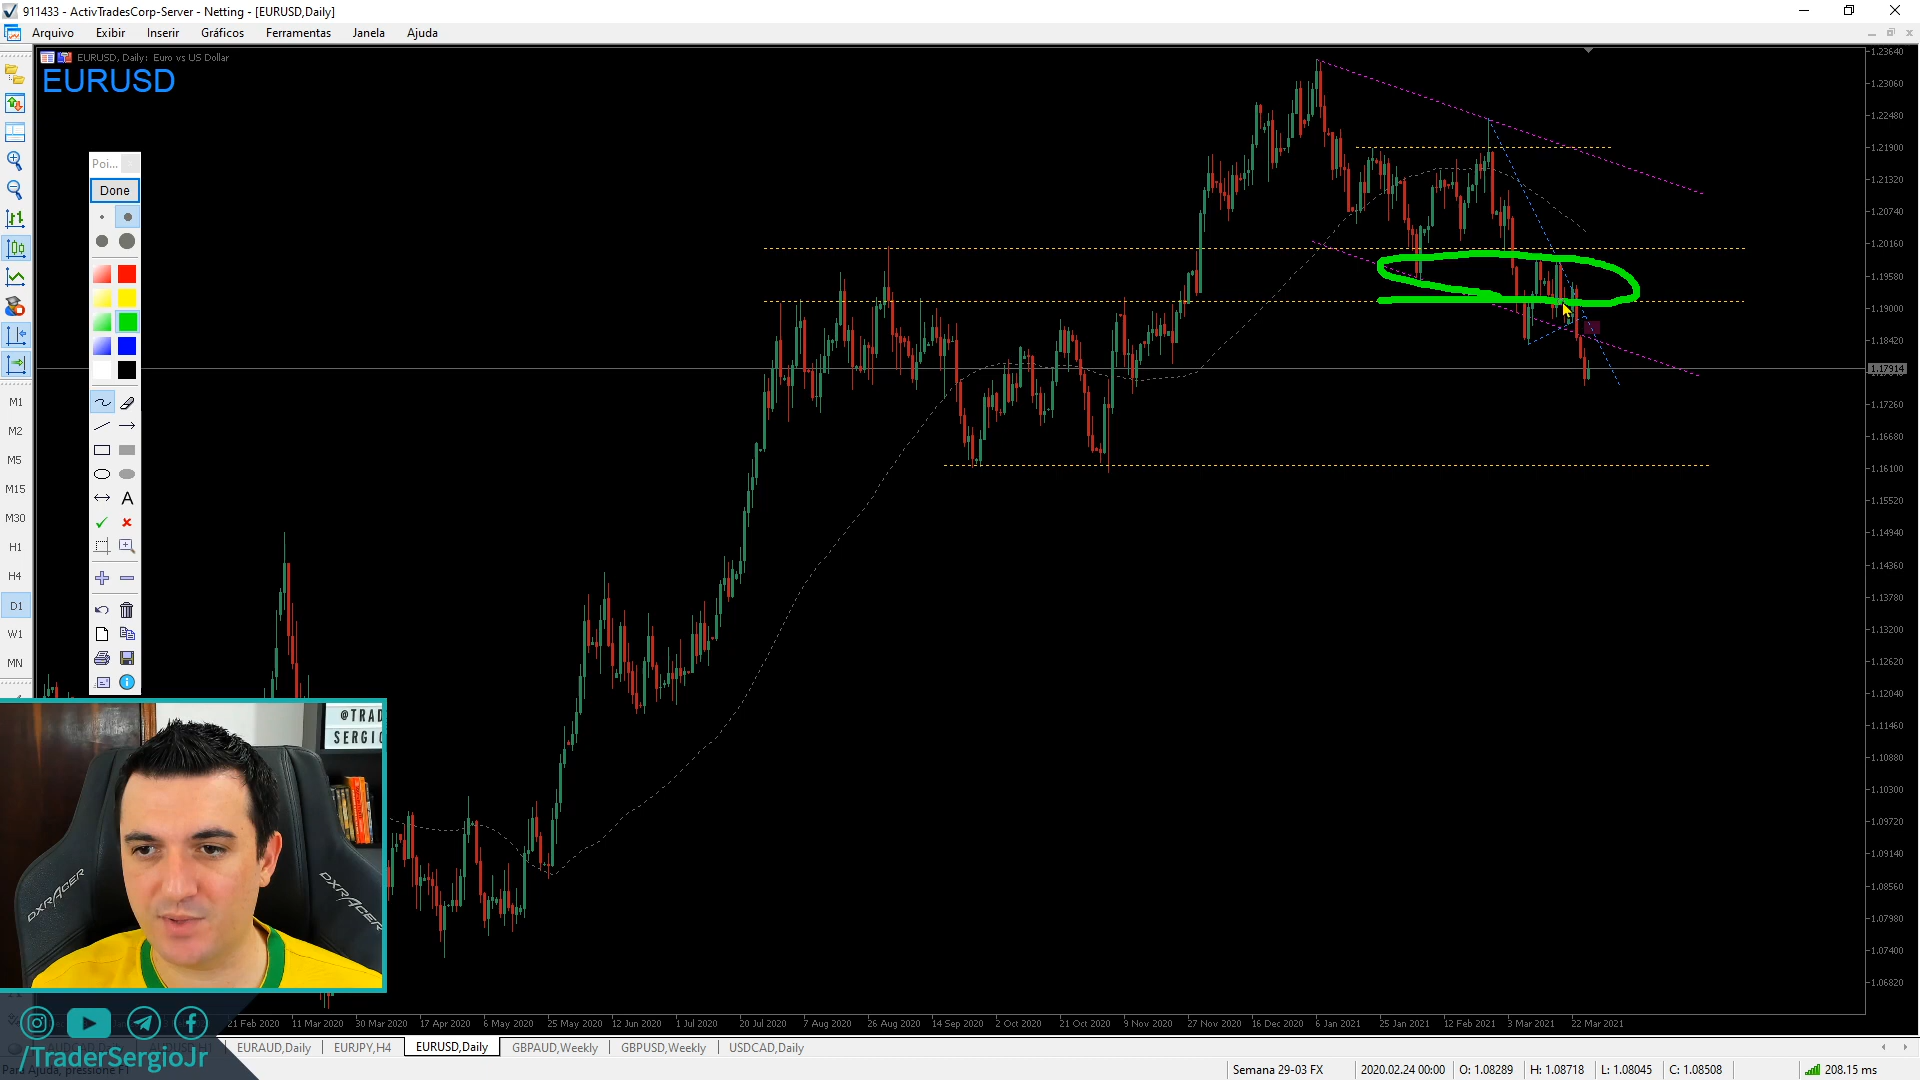 911433 - ActivTradesCorp-Server - Netting - [EURUSD,Daily]
Arquivo Exibir Inserir Gráficos Ferramentas Janela Ajuda
EURUSD, Daily: Euro vs US Dollar
EURUSD
Poi...
Done
A
M1
M2
M5
M15
M30
H1
H4
D1
W1
MN
1.23640
1.23060
1.22480
1.21900
1.21320
1.20740
1.20160
1.19580
1.19000
1.18420
1.17914
1.17260
1.16680
1.16100
1.15520
1.14940
1.14360
1.13780
1.13200
1.12620
1.12040
1.11460
1.10880
1.10300
1.09720
1.09140
1.08560
1.07980
1.07400
1.06820
@TRAD
SERGIO
DXRACER
DXRACER
21 Feb 2020 11 Mar 2020 30 Mar 2020 17 Apr 2020 6 May 2020 25 May 2020 12 Jun 2020 1 Jul 2020 20 Jul 2020 7 Aug 2020 26 Aug 2020 14 Sep 2020 2 Oct 2020 21 Oct 2020 9 Nov 2020 27 Nov 2020 16 Dec 2020 6 Jan 2021 25 Jan 2021 12 Feb 2021 3 Mar 2021 22 Mar 2021
EURAUD,Daily EURJPY,H4 EURUSD,Daily GBPAUD,Weekly GBPUSD,Weekly USDCAD,Daily
/TraderSergioJr
Para Ajuda, pressione F1
Semana 29-03 FX 2020.02.24 00:00 O: 1.08289 H: 1.08718 L: 1.08045 C: 1.08508 208.15 ms